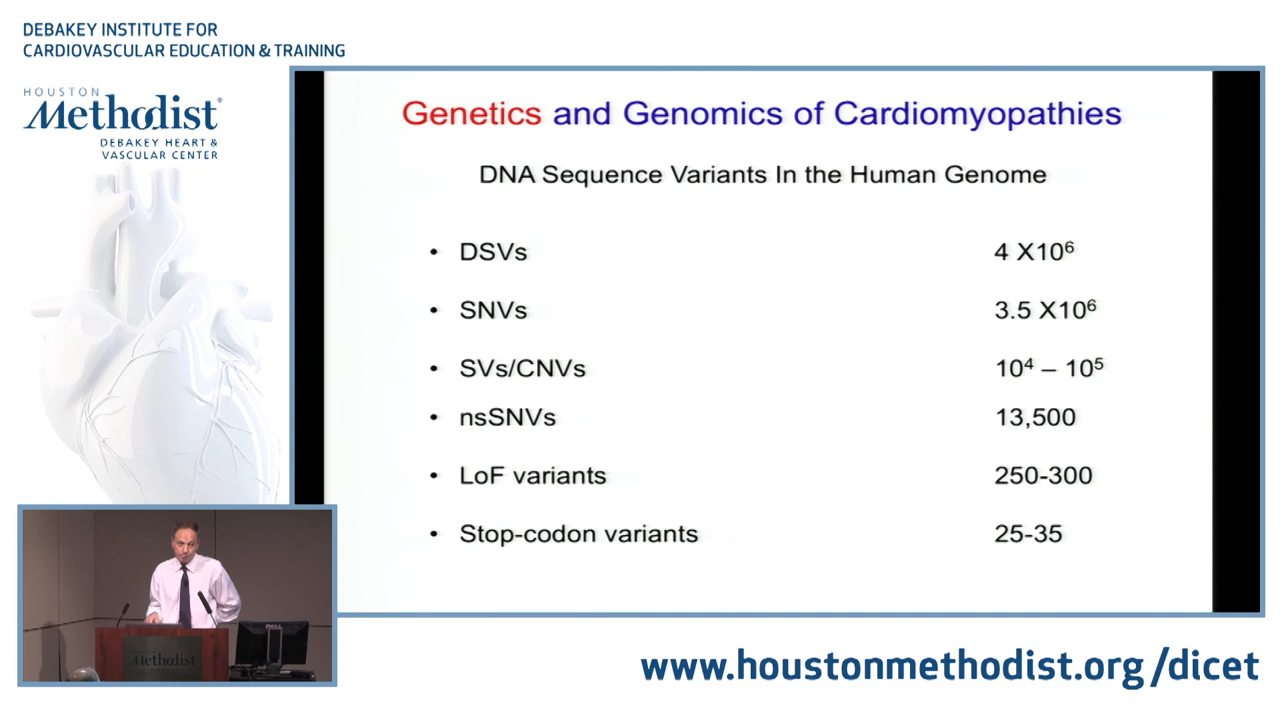 DEBAKEY INSTITUTE FOR
CARDIOVASCULAR EDUCATION & TRAINING
HOUSTON
Methodist®
DEBAKEY HEART &
VASCULAR CENTER
Genetics and Genomics of Cardiomyopathies
DNA Sequence Variants In the Human Genome
• DSVs 4 X10⁶
• SNVs 3.5 X10⁶
• SVs/CNVs 10⁴ – 10⁵
• nsSNVs 13,500
• LoF variants 250-300
• Stop-codon variants 25-35
DELL
Methodist
www.houstonmethodist.org/dicet